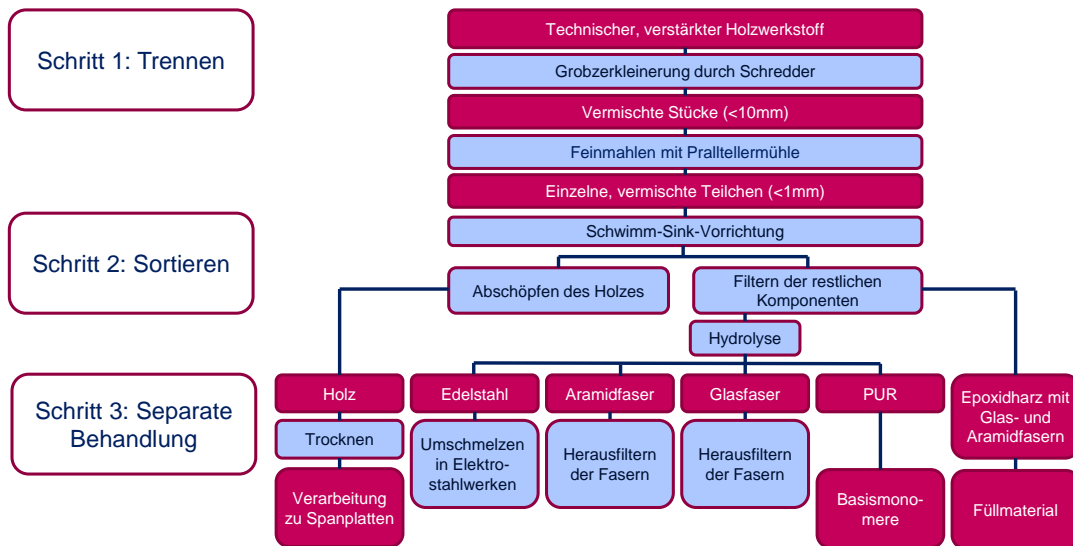 Schritt 1: Trennen
Technischer, verstärkter Holzwerkstoff
Grobzerkleinerung durch Schredder
Vermischte Stücke (<10mm)
Feinmahlen mit Pralltellermühle
Einzelne, vermischte Teilchen (<1mm)
Schritt 2: Sortieren
Schwimm-Sink-Vorrichtung
Abschöpfen des Holzes
Filtern der restlichen
Komponenten
Hydrolyse
Schritt 3: Separate
Behandlung
Holz
Trocknen
Verarbeitung
zu Spanplatten
Edelstahl
Umschmelzen
in Elektro-
stahlwerken
Aramidfaser
Herausfiltern
der Fasern
Glasfaser
Herausfiltern
der Fasern
PUR
Basismono-
mere
Epoxidharz mit
Glas- und
Aramidfasern
Füllmaterial